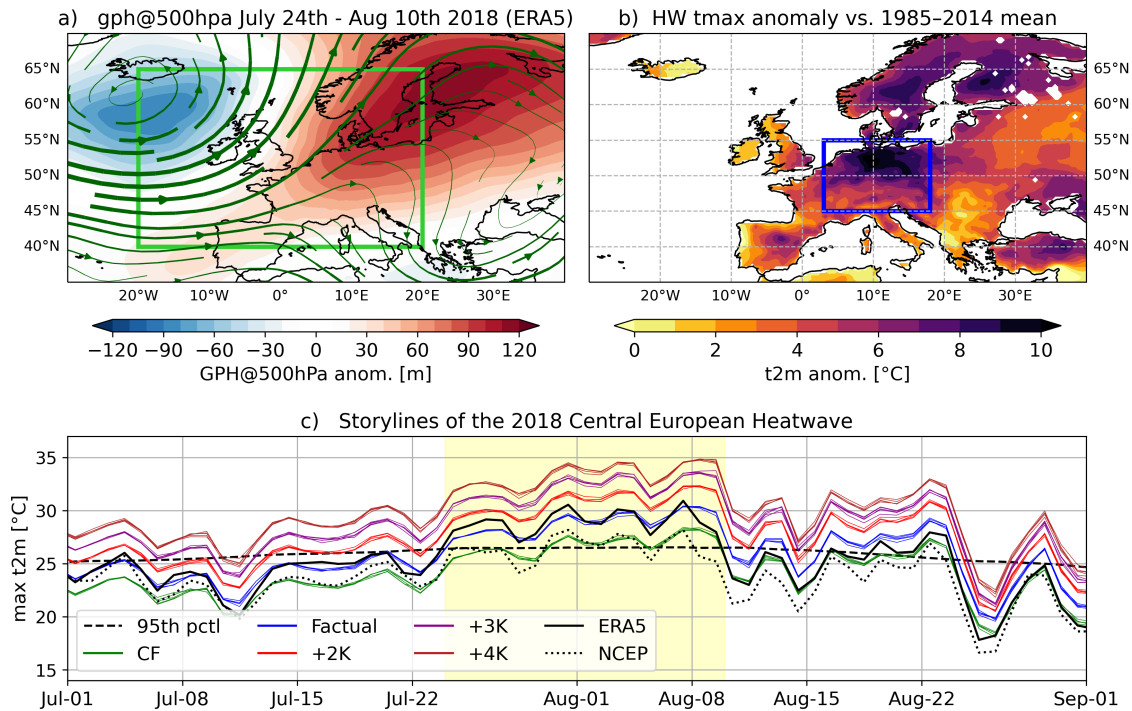 a)   gph@500hpa July 24th - Aug 10th 2018 (ERA5)
b)  HW tmax anomaly vs. 1985–2014 mean
65°N
60°N
55°N
50°N
45°N
40°N
20°W 10°W 0° 10°E 20°E 30°E
65°N
60°N
55°N
50°N
45°N
40°N
20°W 10°W 0° 10°E 20°E 30°E
−120 −90 −60 −30 0 30 60 90 120
GPH@500hPa anom. [m]
0 2 4 6 8 10
t2m anom. [°C]
c)   Storylines of the 2018 Central European Heatwave
max t2m [°C]
35
30
25
20
15
95th pctl
CF
Factual
+2K
+3K
+4K
ERA5
NCEP
Jul-01 Jul-08 Jul-15 Jul-22 Aug-01 Aug-08 Aug-15 Aug-22 Sep-01